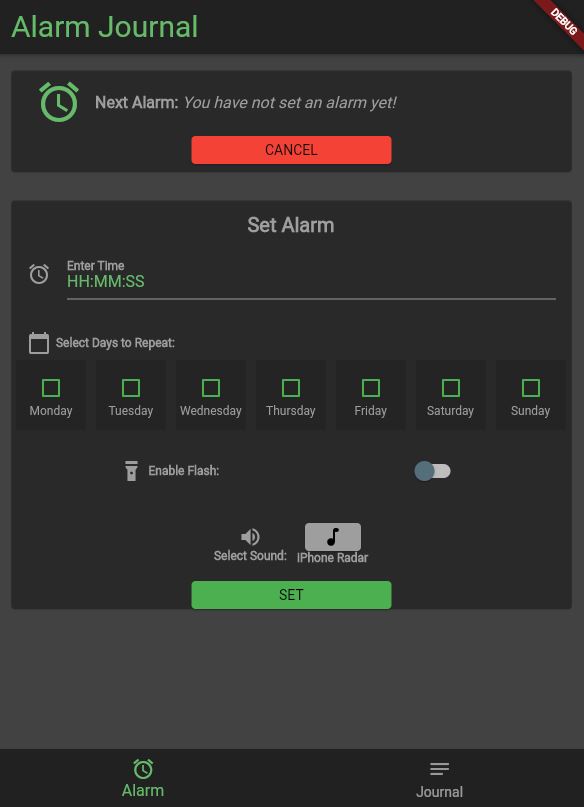 Alarm Journal
DEBUG
Next Alarm: You have not set an alarm yet!
CANCEL
Set Alarm
Enter Time
HH:MM:SS
Select Days to Repeat:
Monday Tuesday Wednesday Thursday Friday Saturday Sunday
Enable Flash:
Select Sound: IPhone Radar
SET
Alarm Journal